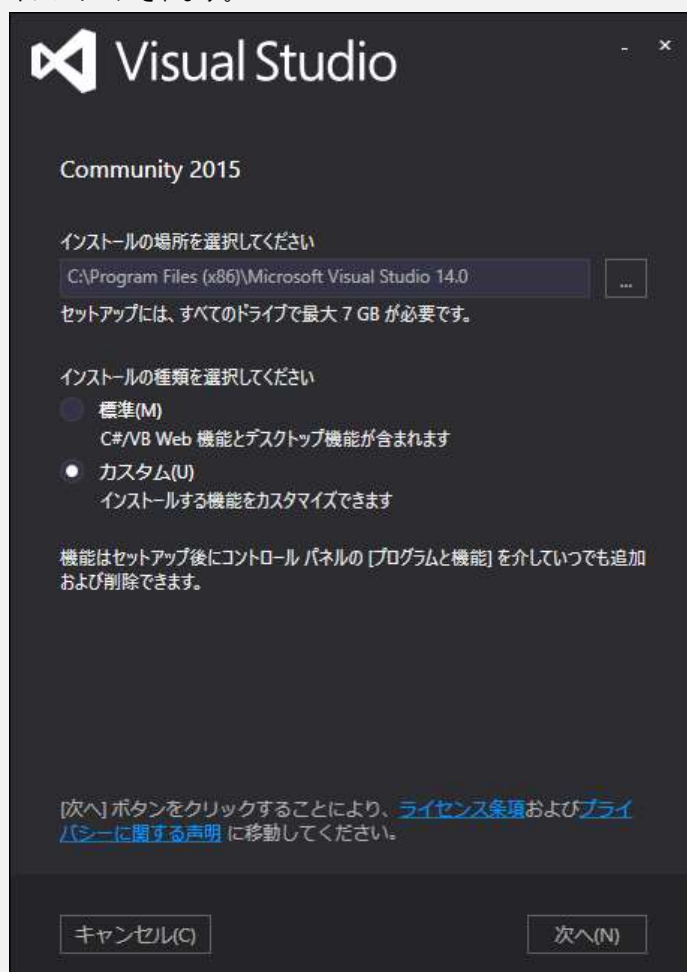 Visual Studio
Community 2015
インストールの場所を選択してください
C:\Program Files (x86)\Microsoft Visual Studio 14.0
...
セットアップには、すべてのドライブで最大 7 GB が必要です。
インストールの種類を選択してください
標準(M)
C#/VB Web 機能とデスクトップ機能が含まれます
カスタム(U)
インストールする機能をカスタマイズできます
機能はセットアップ後にコントロール パネルの [プログラムと機能] を介していつでも追加
および削除できます。
[次へ] ボタンをクリックすることにより、ライセンス条項およびプライ
バシーに関する声明 に移動してください。
キャンセル(C)
次へ(N)